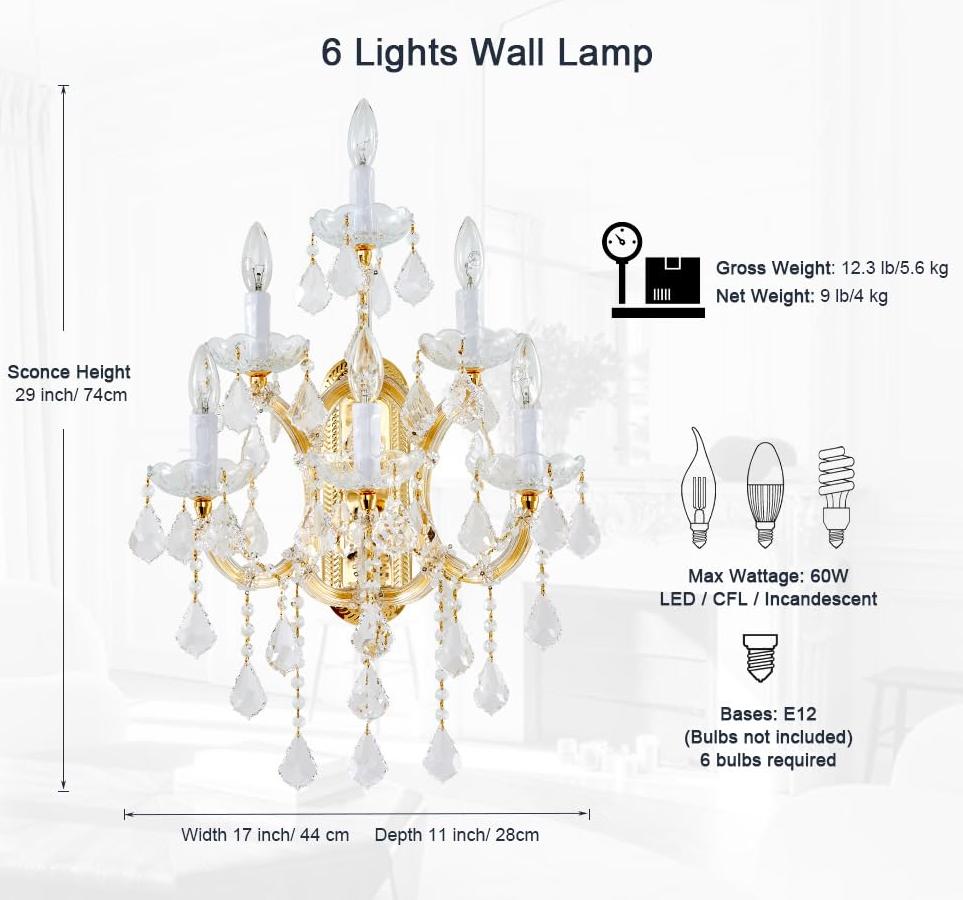 6 Lights Wall Lamp
Gross Weight: 12.3 lb/5.6 kg
Net Weight: 9 lb/4 kg
Sconce Height
29 inch/ 74cm
Max Wattage: 60W
LED / CFL / Incandescent
Bases: E12
(Bulbs not included)
6 bulbs required
Width 17 inch/ 44 cm Depth 11 inch/ 28cm